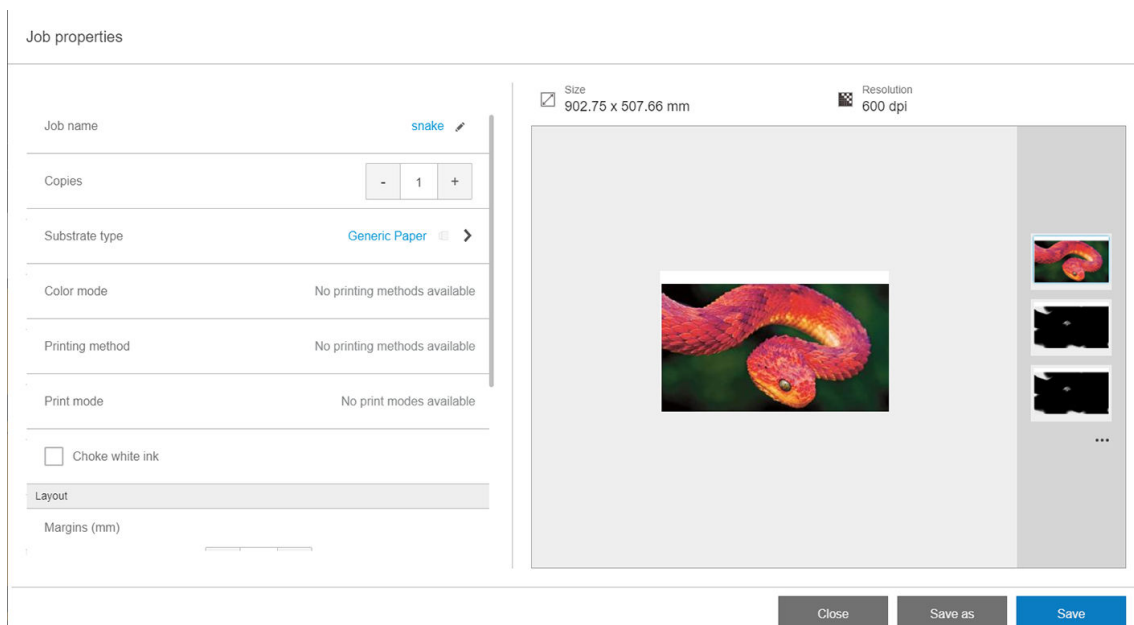 Job properties
Job name
snake
Copies
- 1 +
Substrate type
Generic Paper
Color mode
No printing methods available
Printing method
No printing methods available
Print mode
No print modes available
Choke white ink
Layout
Margins (mm)
Size
902.75 x 507.66 mm
Resolution
600 dpi
Close
Save as
Save